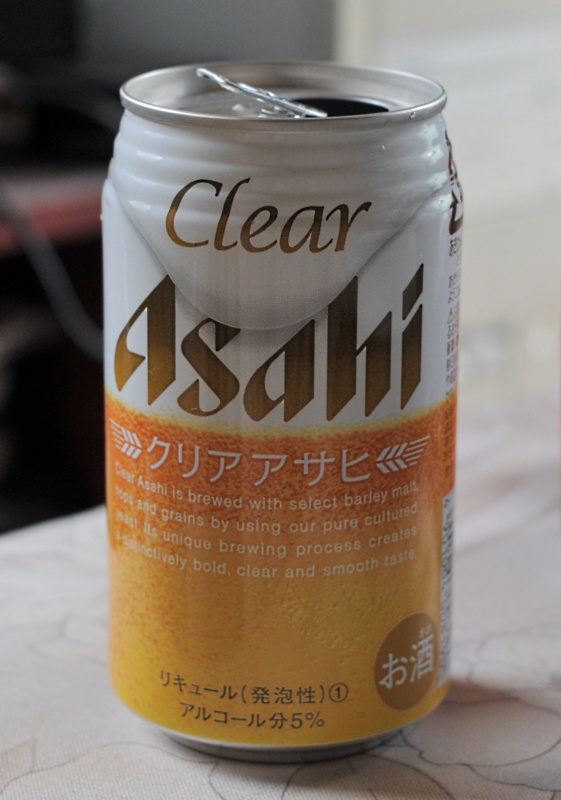 Clear
Asahi
クリア アサヒ
Clear Asahi is brewed with select barley malt,
hops and grains by using our pure cultured
yeast. Its unique brewing process creates
a distinctively bold, clear and smooth taste.
お酒
リキュール(発泡性)①
アルコール分5%